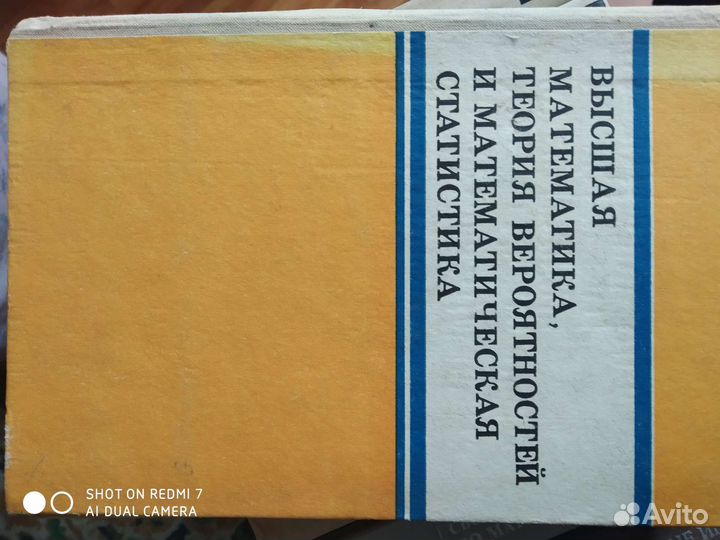 ВЫСШАЯ
МАТЕМАТИКА,
ТЕОРИЯ ВЕРОЯТНОСТЕЙ
И МАТЕМАТИЧЕСКАЯ
СТАТИСТИКА
SHOT ON REDMI 7
AI DUAL CAMERA
Avito